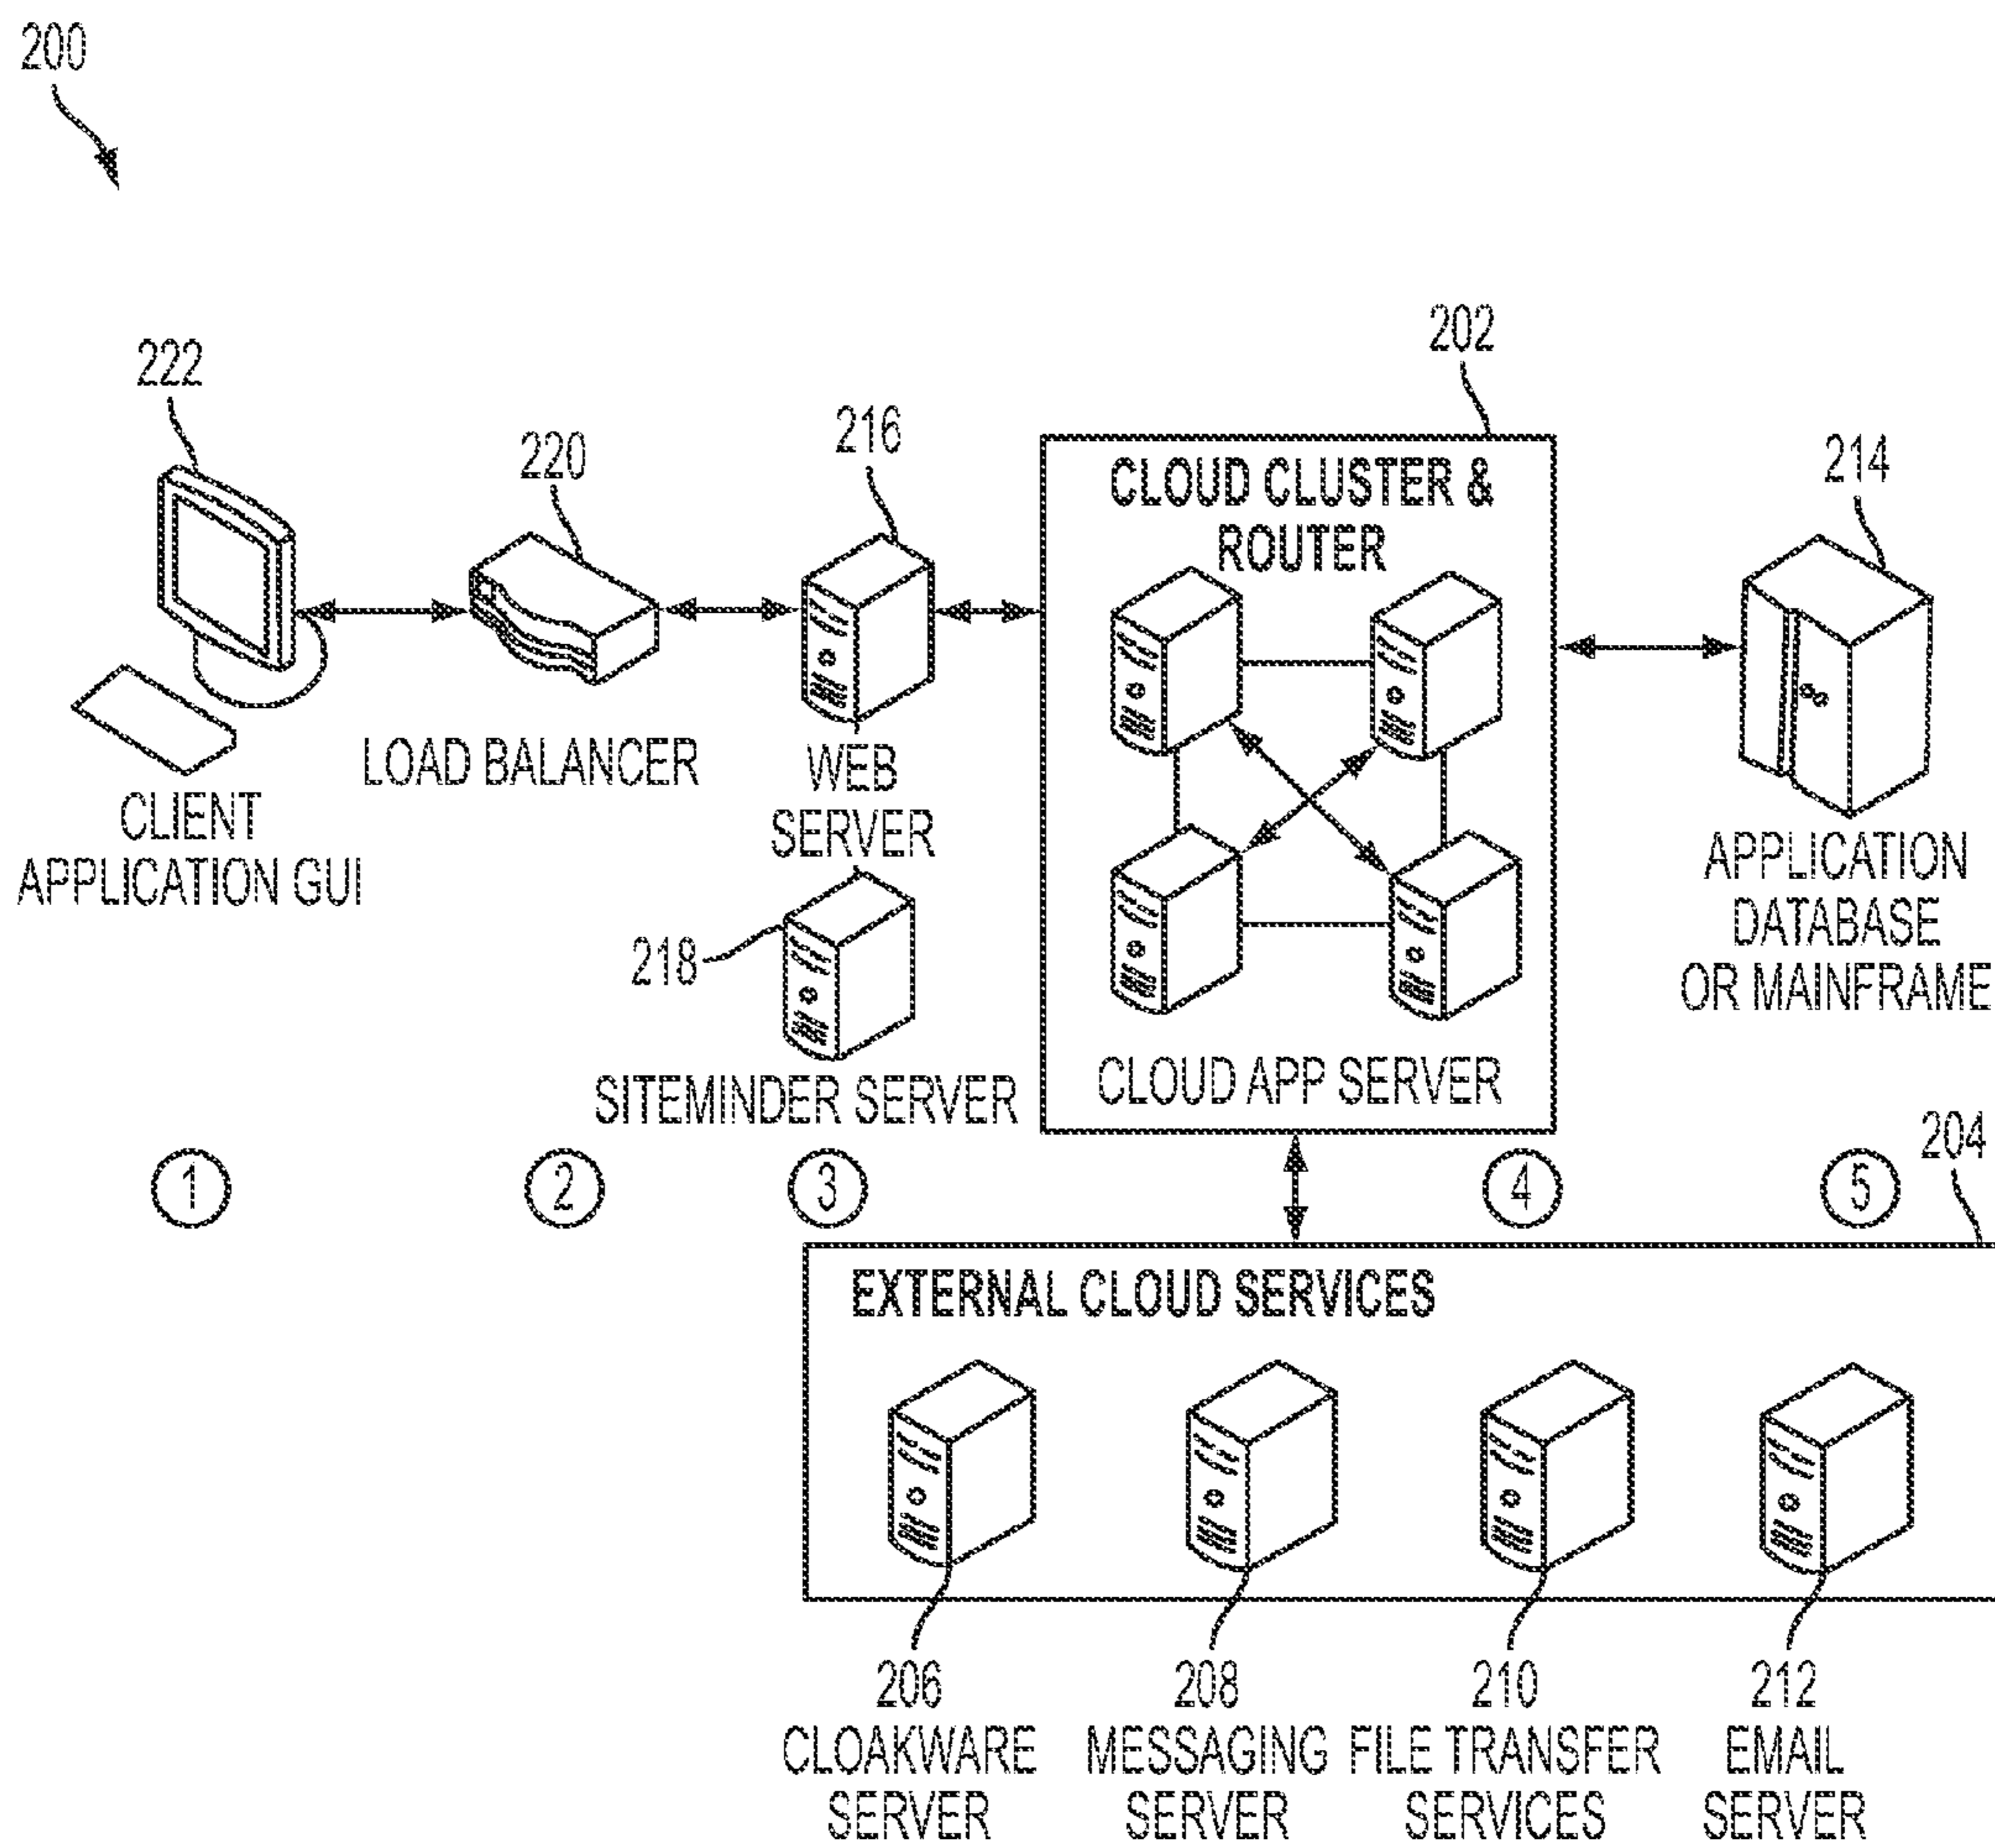 200
202
222
216
214
220
CLOUD CLUSTER &
ROUTER
LOAD BALANCER
WEB
SERVER
CLIENT
APPLICATION GUI
APPLICATION
DATABASE
OR MAINFRAME
218
SITEMINDER SERVER
CLOUD APP SERVER
204
1
2
3
4
5
EXTERNAL CLOUD SERVICES
206
CLOAKWARE
SERVER
208
MESSAGING
SERVER
210
FILE TRANSFER
SERVICES
212
EMAIL
SERVER